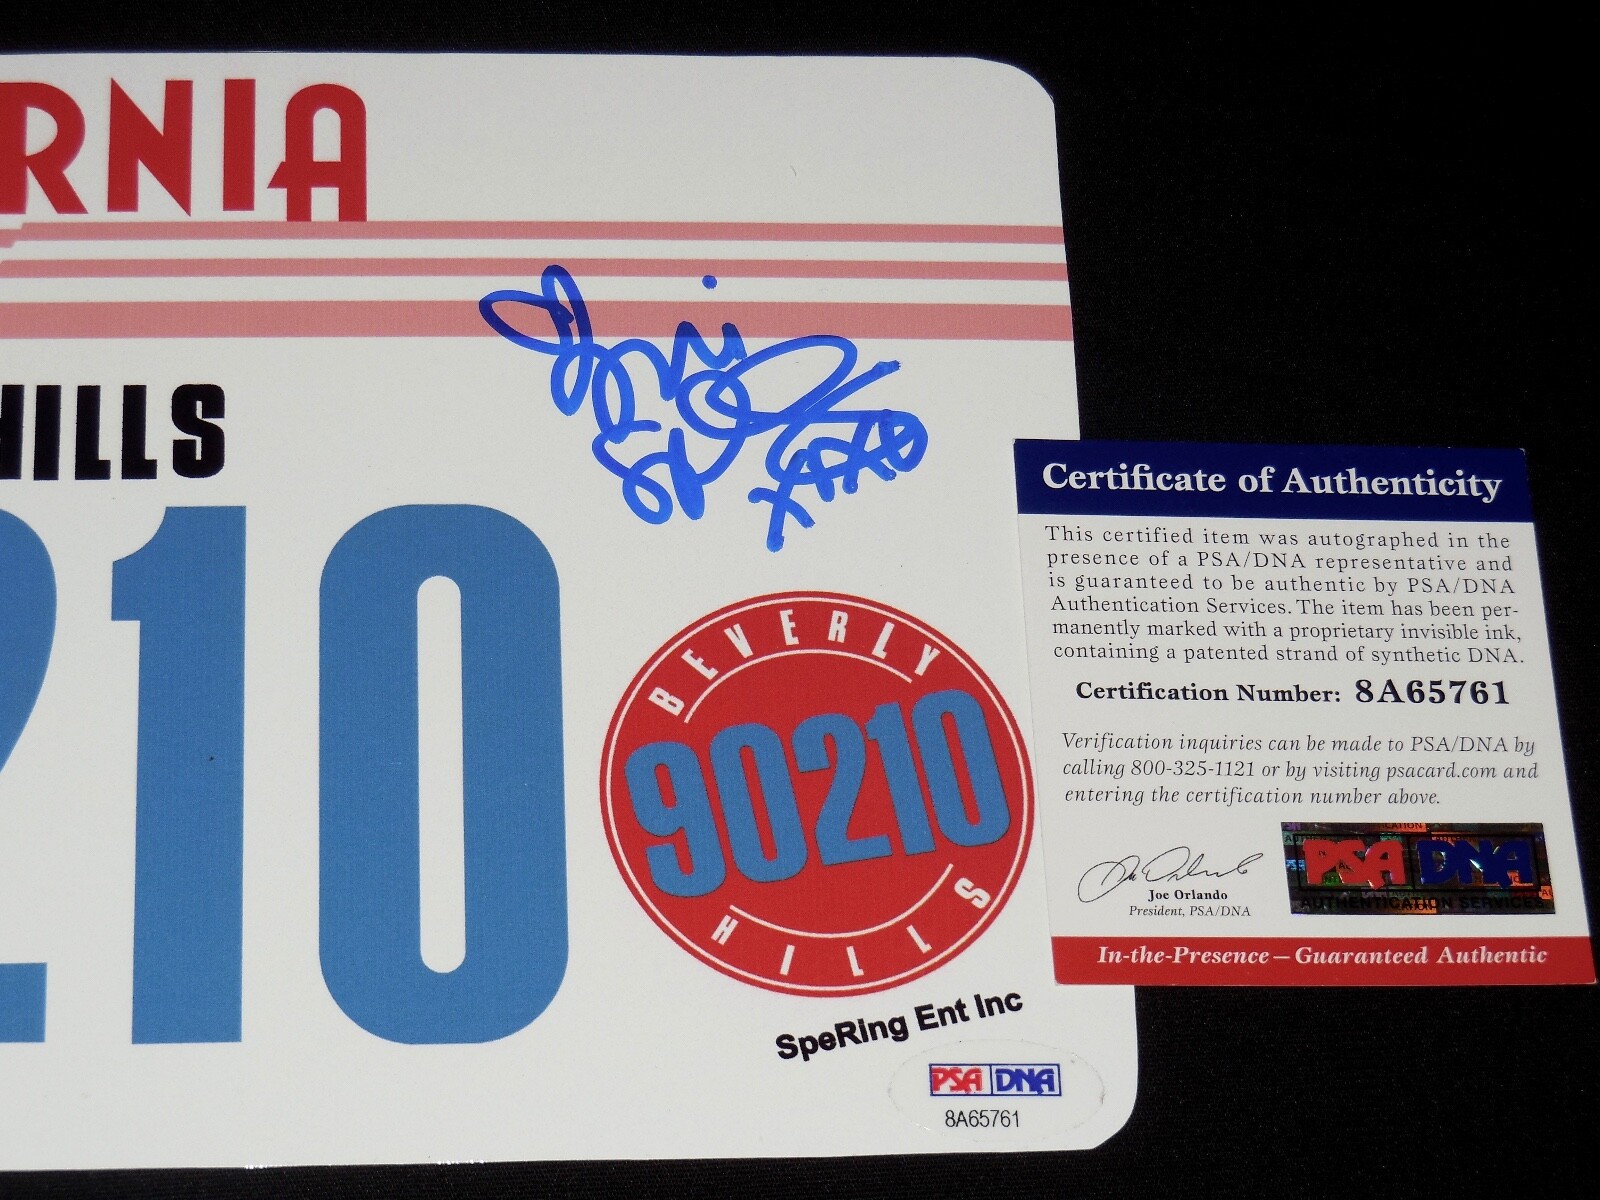 RNIA
HILLS
210
XOXO
BEVERLY
90210
HILLS
SpeRing Ent Inc
PSA DNA
8A65761
Certificate of Authenticity
This certified item was autographed in the
presence of a PSA/DNA representative and
is guaranteed to be authentic by PSA/DNA
Authentication Services. The item has been per-
manently marked with a proprietary invisible ink,
containing a patented strand of synthetic DNA.
Certification Number: 8A65761
Verification inquiries can be made to PSA/DNA by
calling 800-325-1121 or by visiting psacard.com and
entering the certification number above.
PSA DNA
AUTHENTICATION SERVICES
Joe Orlando
President, PSA/DNA
In-the-Presence — Guaranteed Authentic